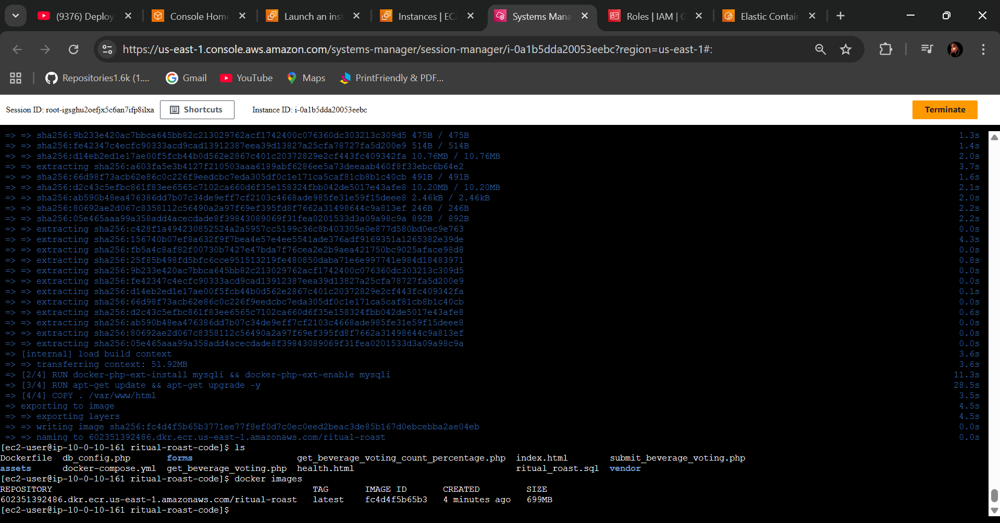 (9376) Deploy
Console Home
Launch an inst
Instances | EC2
Systems Mana
Roles | IAM | G
Elastic Contain
https://us-east-1.console.aws.amazon.com/systems-manager/session-manager/i-0a1b5dda20053eebc?region=us-east-1#:
Repositories1.6k (1....
Gmail
YouTube
Maps
PrintFriendly & PDF...
Session ID: root-igsghu2oefjx5c6an7ifp8ilxa
Shortcuts
Instance ID: i-0a1b5dda20053eebc
Terminate
=> => sha256:9b233e420ac7bbca645bb82c213029762acf1742400c076360dc303213c309d5 475B / 475B 1.3s
=> => sha256:fe42347c4ecfc90333acd9cad13912387eea39d13827a25cfa78727fa5d200e9 514B / 514B 1.4s
=> => sha256:d14eb2ed1e17ae00f5fcb44b0d562e2867c401c20372829e2cf443fc409342fa 10.76MB / 10.76MB 2.0s
=> => extracting sha256:a603fa5e3b4127f210503aaa6189abf6286ee5a73deeaab460f8f33ebc6b64e2 3.7s
=> => sha256:66d98f73acb62e86c0c226f9eedcbc7eda305df0c1e171ca5caf81cb8b1c40cb 491B / 491B 1.6s
=> => sha256:d2c43c5efbc861f83ee6565c7102ca660d6f35e158324fbb042de5017e43afe8 10.20MB / 10.20MB 2.1s
=> => sha256:ab590b48ea476386dd7b07c34de9eff7cf2103c4668ade985fe31e59f15deee8 2.46kB / 2.46kB 2.0s
=> => sha256:80692ae2d067c8358112c56490a2a97f69ef395fd8f7662a31498644c9a813ef 246B / 246B 2.2s
=> => sha256:05e465aaa99a358add4acecdade8f39843089069f31fea0201533d3a09a98c9a 892B / 892B 2.2s
=> => extracting sha256:c428f1a494230852524a2a5957cc5199c36c8b403305e0e877d580bd0ec9e763 0.0s
=> => extracting sha256:156740b07ef8a632f9f7bea4e57e4ee5541ade376adf9169351a1265382e39de 4.3s
=> => extracting sha256:fb5a4c8af82f00730b7427e47bda7f76cea2e2b9aea421750bc9025aface98d8 0.0s
=> => extracting sha256:25f85b498fd5bfc6cce951513219fe480850daba71e6e997741e984d18483971 0.8s
=> => extracting sha256:9b233e420ac7bbca645bb82c213029762acf1742400c076360dc303213c309d5 0.0s
=> => extracting sha256:fe42347c4ecfc90333acd9cad13912387eea39d13827a25cfa78727fa5d200e9 0.0s
=> => extracting sha256:d14eb2ed1e17ae00f5fcb44b0d562e2867c401c20372829e2cf443fc409342fa 0.1s
=> => extracting sha256:66d98f73acb62e86c0c226f9eedcbc7eda305df0c1e171ca5caf81cb8b1c40cb 0.0s
=> => extracting sha256:d2c43c5efbc861f83ee6565c7102ca660d6f35e158324fbb042de5017e43afe8 0.6s
=> => extracting sha256:ab590b48ea476386dd7b07c34de9eff7cf2103c4668ade985fe31e59f15deee8 0.0s
=> => extracting sha256:80692ae2d067c8358112c56490a2a97f69ef395fd8f7662a31498644c9a813ef 0.0s
=> => extracting sha256:05e465aaa99a358add4acecdade8f39843089069f31fea0201533d3a09a98c9a 0.0s
=> [internal] load build context 3.6s
=> => transferring context: 51.92MB 3.6s
=> [2/4] RUN docker-php-ext-install mysqli && docker-php-ext-enable mysqli 11.3s
=> [3/4] RUN apt-get update && apt-get upgrade -y 28.5s
=> [4/4] COPY . /var/www/html 3.5s
=> exporting to image 4.5s
=> => exporting layers 4.5s
=> => writing image sha256:fc4d4f5b65b3771ee77f8ef0d7c0ec0eed2beac3de85b167d0ebcebba2ae04eb 0.0s
=> => naming to 602351392486.dkr.ecr.us-east-1.amazonaws.com/ritual-roast 0.0s
[ec2-user@ip-10-0-10-161 ritual-roast-code]$ ls
Dockerfile db_config.php forms get_beverage_voting_count_percentage.php index.html submit_beverage_voting.php
assets docker-compose.yml get_beverage_voting.php health.html ritual_roast.sql vendor
[ec2-user@ip-10-0-10-161 ritual-roast-code]$ docker images
REPOSITORY TAG IMAGE ID CREATED SIZE
602351392486.dkr.ecr.us-east-1.amazonaws.com/ritual-roast latest fc4d4f5b65b3 4 minutes ago 699MB
[ec2-user@ip-10-0-10-161 ritual-roast-code]$